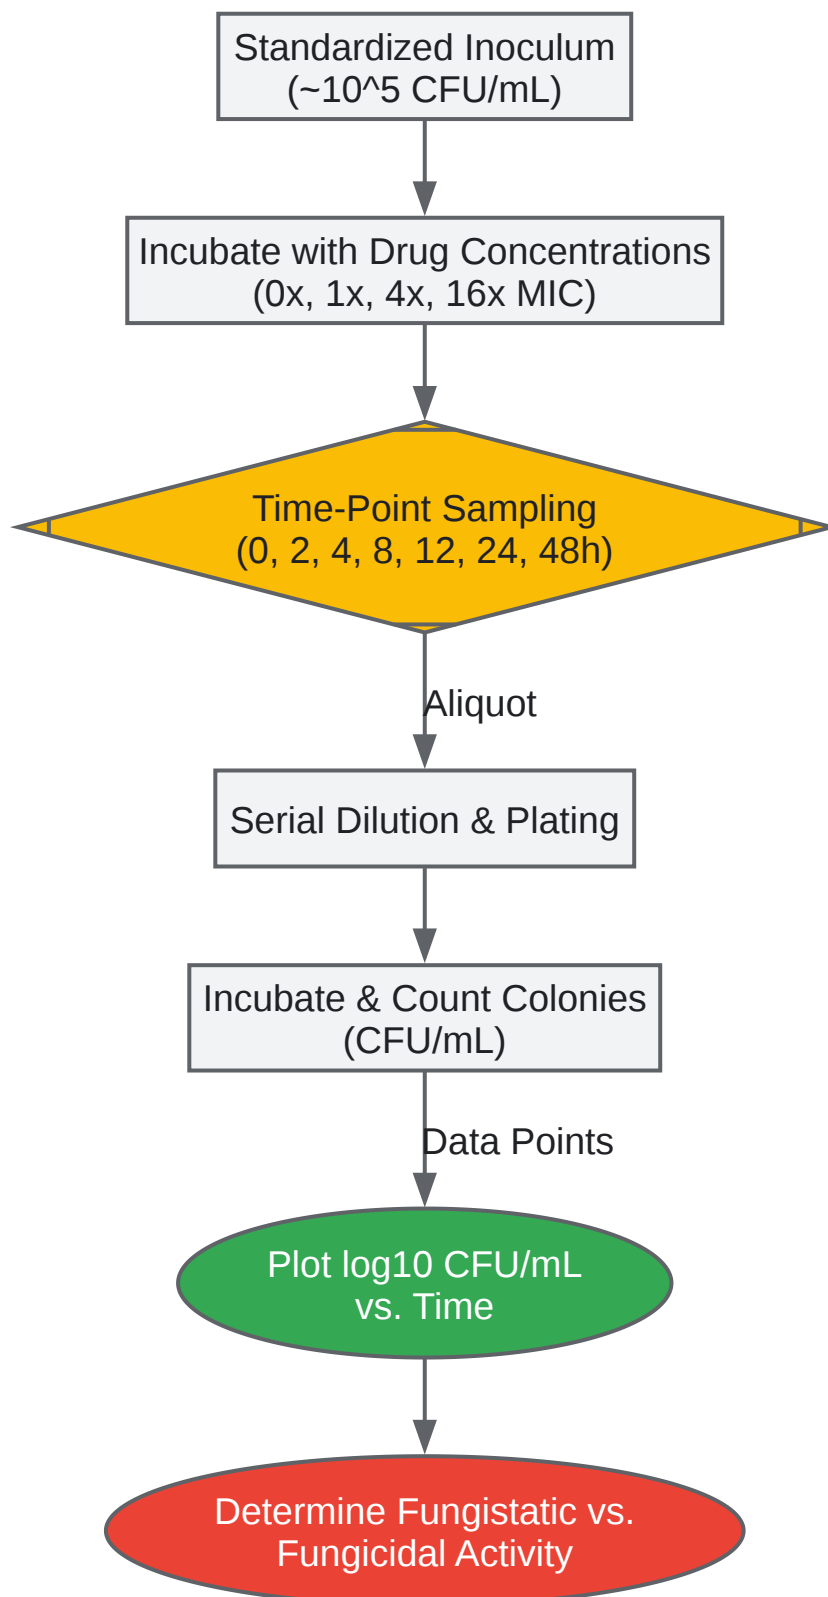 Standardized Inoculum
(~10^5 CFU/mL)
Incubate with Drug Concentrations
(0x, 1x, 4x, 16x MIC)
Time-Point Sampling
(0, 2, 4, 8, 12, 24, 48h)
Aliquot
Serial Dilution & Plating
Incubate & Count Colonies
(CFU/mL)
Data Points
Plot log10 CFU/mL
vs. Time
Determine Fungistatic vs.
Fungicidal Activity